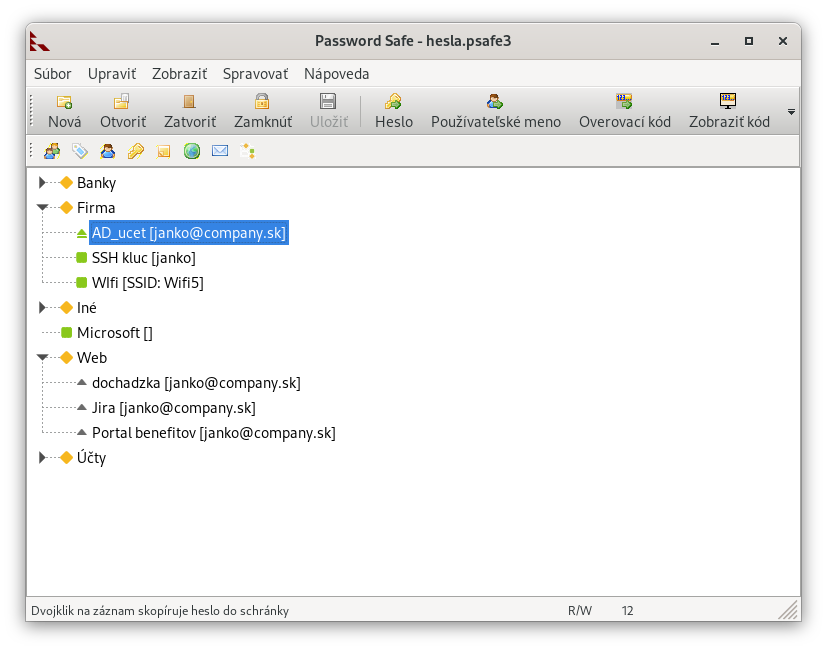 Password Safe - hesla.psafe3
Súbor Upraviť Zobraziť Spravovať Nápoveda
Nová Otvoriť Zatvoriť Zamknúť Uložiť Heslo Používateľské meno Overovací kód Zobraziť kód
Banky
Firma
AD_ucet [janko@company.sk]
SSH kluc [janko]
WIfi [SSID: Wifi5]
Iné
Microsoft []
Web
dochadzka [janko@company.sk]
Jira [janko@company.sk]
Portal benefitov [janko@company.sk]
Účty
Dvojklik na záznam skopíruje heslo do schránky R/W 12